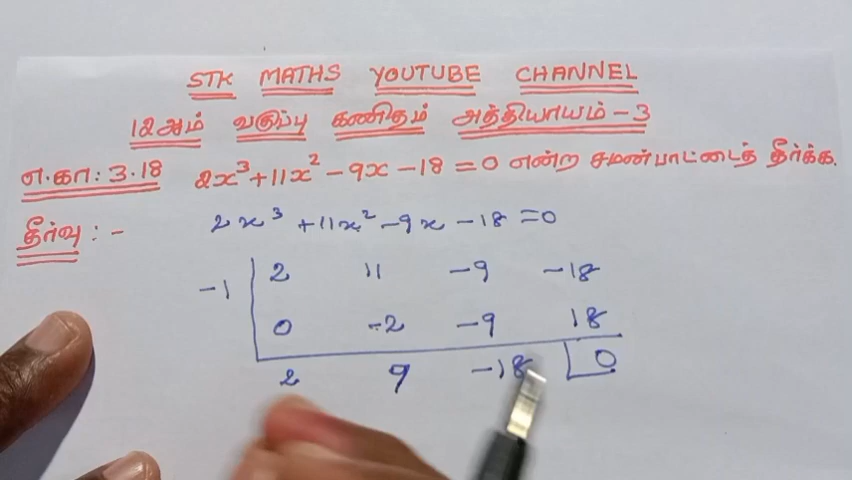 STK MATHS YOUTUBE CHANNEL
12ஆம் வகுப்பு கணிதம் அத்தியாயம் - 3
எ.கா: 3.18 2x³ + 11x² - 9x - 18 = 0 என்ற சமன்பாட்டைத் தீர்க்க.
தீர்வு : - 2x³ + 11x² - 9x - 18 = 0
-1 | 2 11 -9 -18
0 -2 -9 18
2 9 -18 0